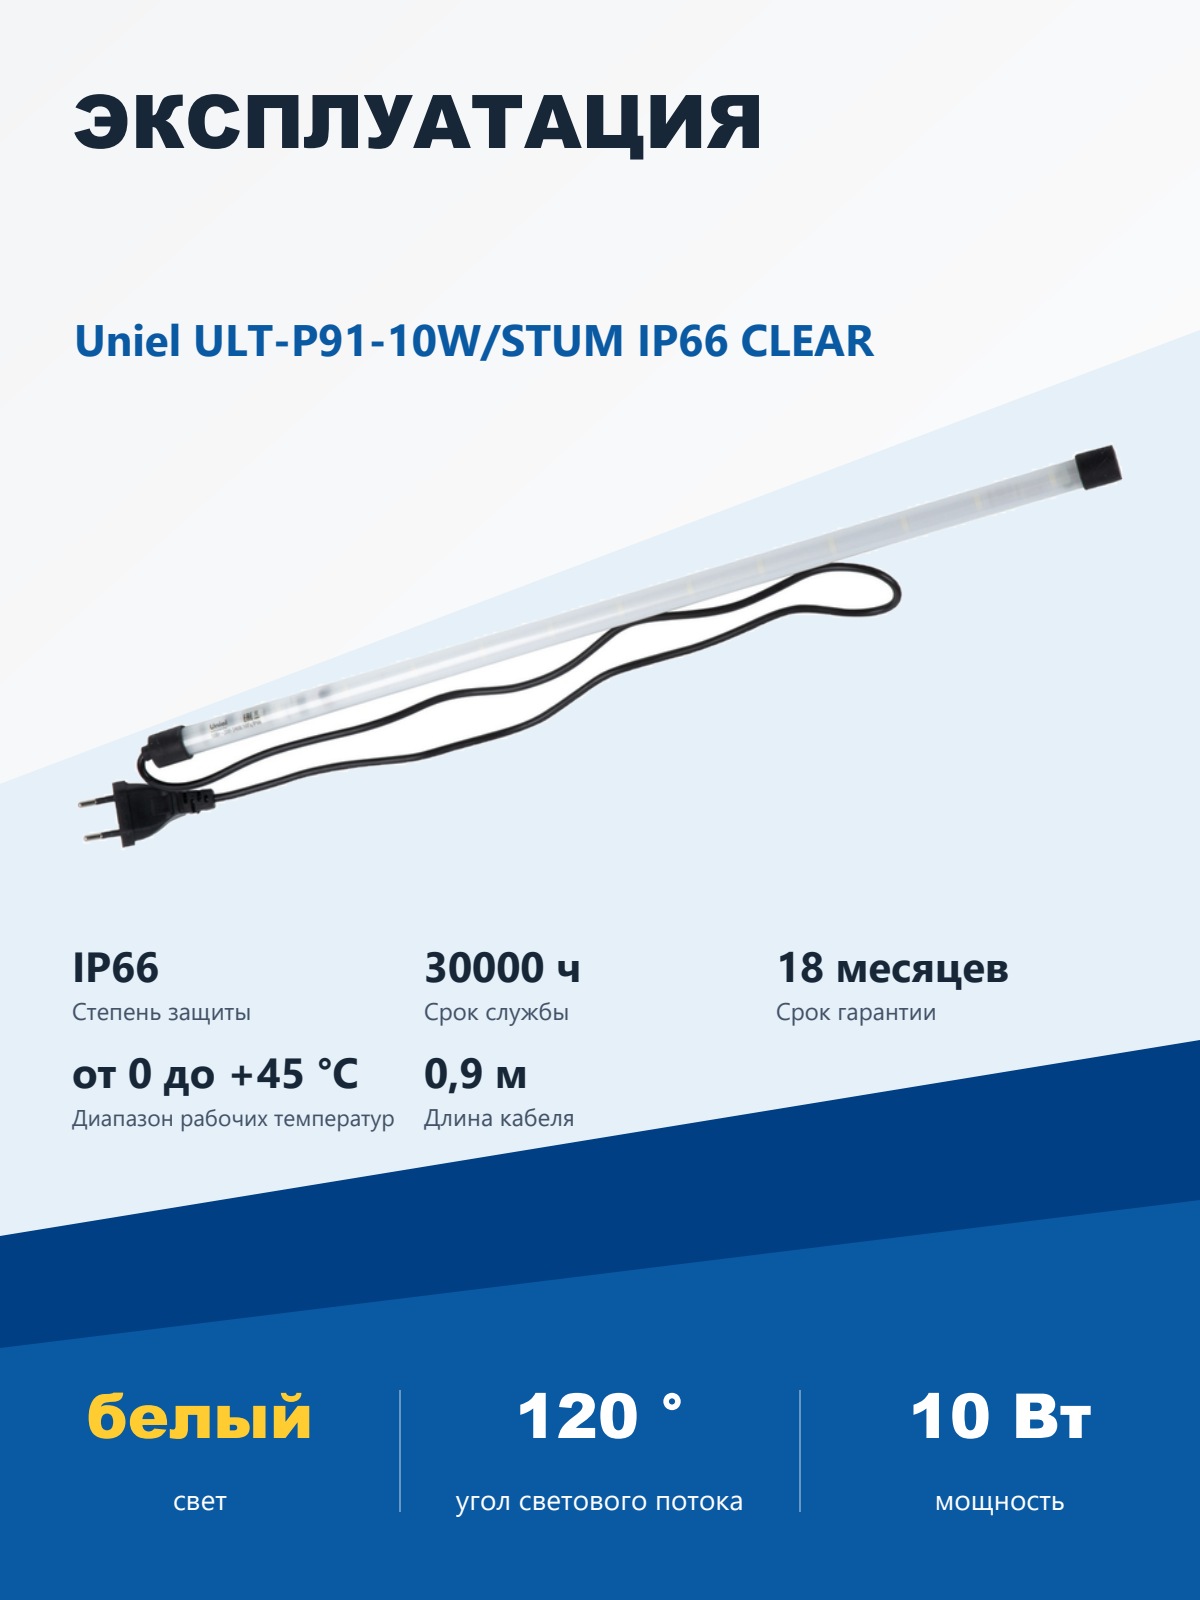 ЭКСПЛУАТАЦИЯ
Uniel ULT-P91-10W/STUM IP66 CLEAR
Uniel
IP66
Степень защиты
30000 ч
Срок службы
18 месяцев
Срок гарантии
от 0 до +45 °C
Диапазон рабочих температур
0,9 м
Длина кабеля
белый
свет
120 °
угол светового потока
10 Вт
мощность